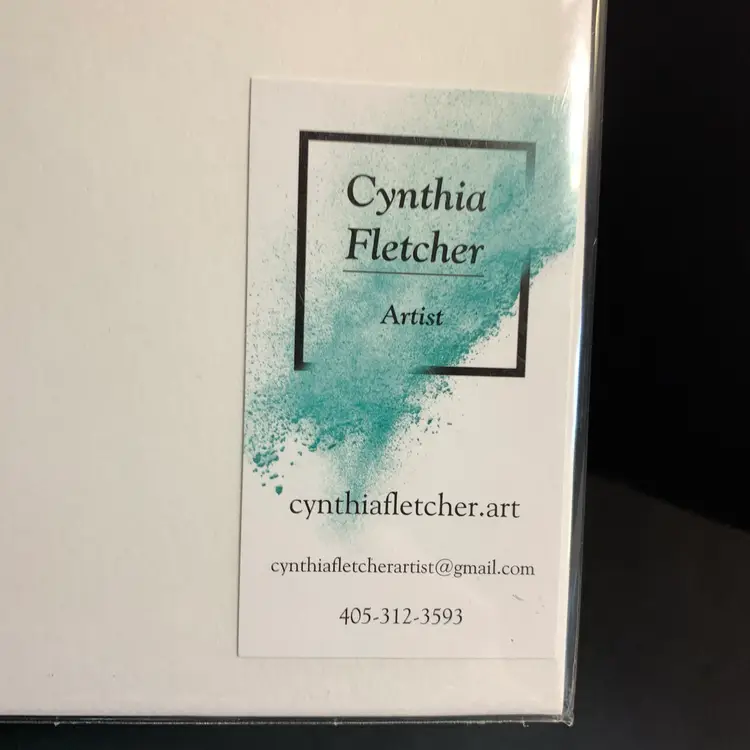 Cynthia
Fletcher
Artist
cynthiafletcher.art
cynthiafletcherartist@gmail.com
405-312-3593